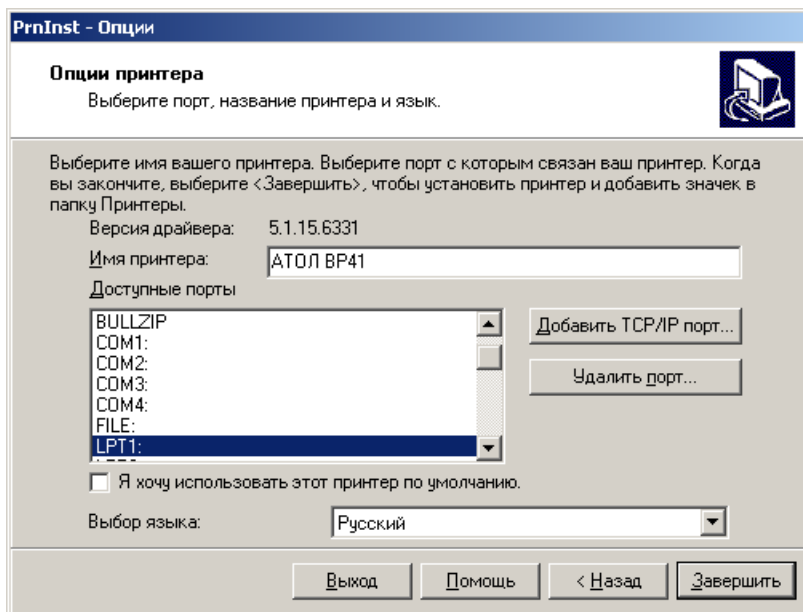 PrnInst - Опции
Опции принтера
Выберите порт, название принтера и язык.
Выберите имя вашего принтера. Выберите порт с которым связан ваш принтер. Когда
вы закончите, выберите <Завершить>, чтобы установить принтер и добавить значек в
папку Принтеры.
Версия драйвера: 5.1.15.6331
Имя принтера: АТОЛ BP41
Доступные порты
BULLZIP
COM1:
COM2:
COM3:
COM4:
FILE:
LPT1:
Добавить TCP/IP порт...
Удалить порт...
Я хочу использовать этот принтер по умолчанию.
Выбор языка: Русский
Выход Помощь < Назад Завершить